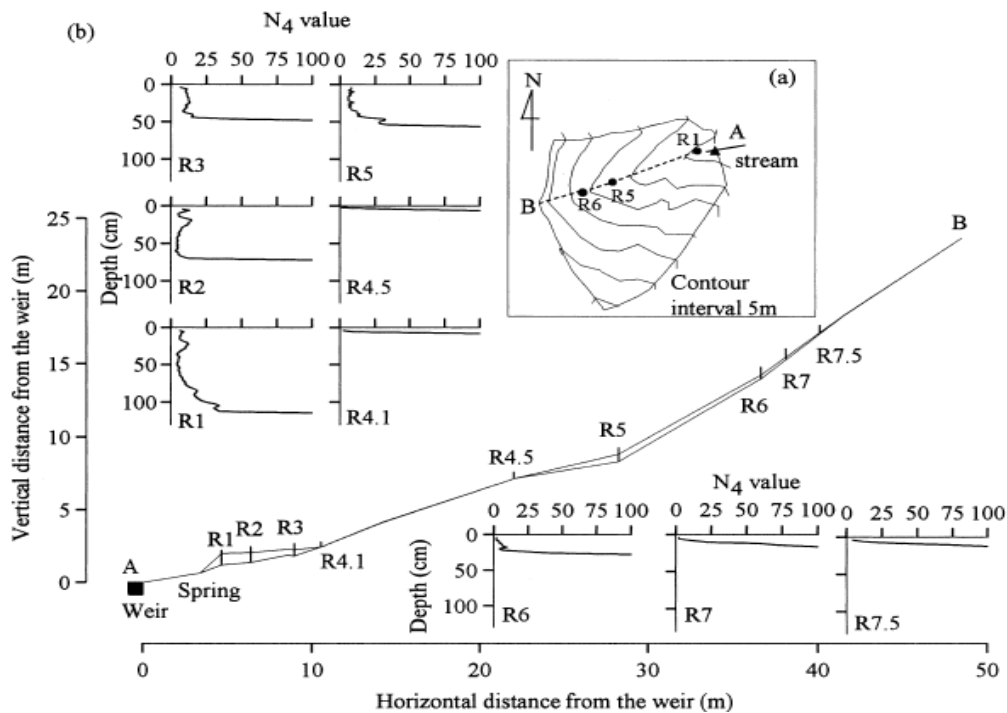 (b)
N4 value
0 25 50 75 100
0 25 50 75 100
0
50
100
R3
R5
Depth (cm)
0
50
100
R2
R4.5
0
50
100
R1
R4.1
(a)
N
A
R1
stream
R5
R6
B
Contour
interval 5m
Vertical distance from the weir (m)
25
20
15
10
5
0
B
R7.5
R7
R6
R5
R4.5
R3
R2
R1
R4.1
A
Spring
Weir
N4 value
0 25 50 75 100
0 25 50 75 100
0 25 50 75 100
Depth (cm)
0
50
100
R6
R7
R7.5
0 10 20 30 40 50
Horizontal distance from the weir (m)